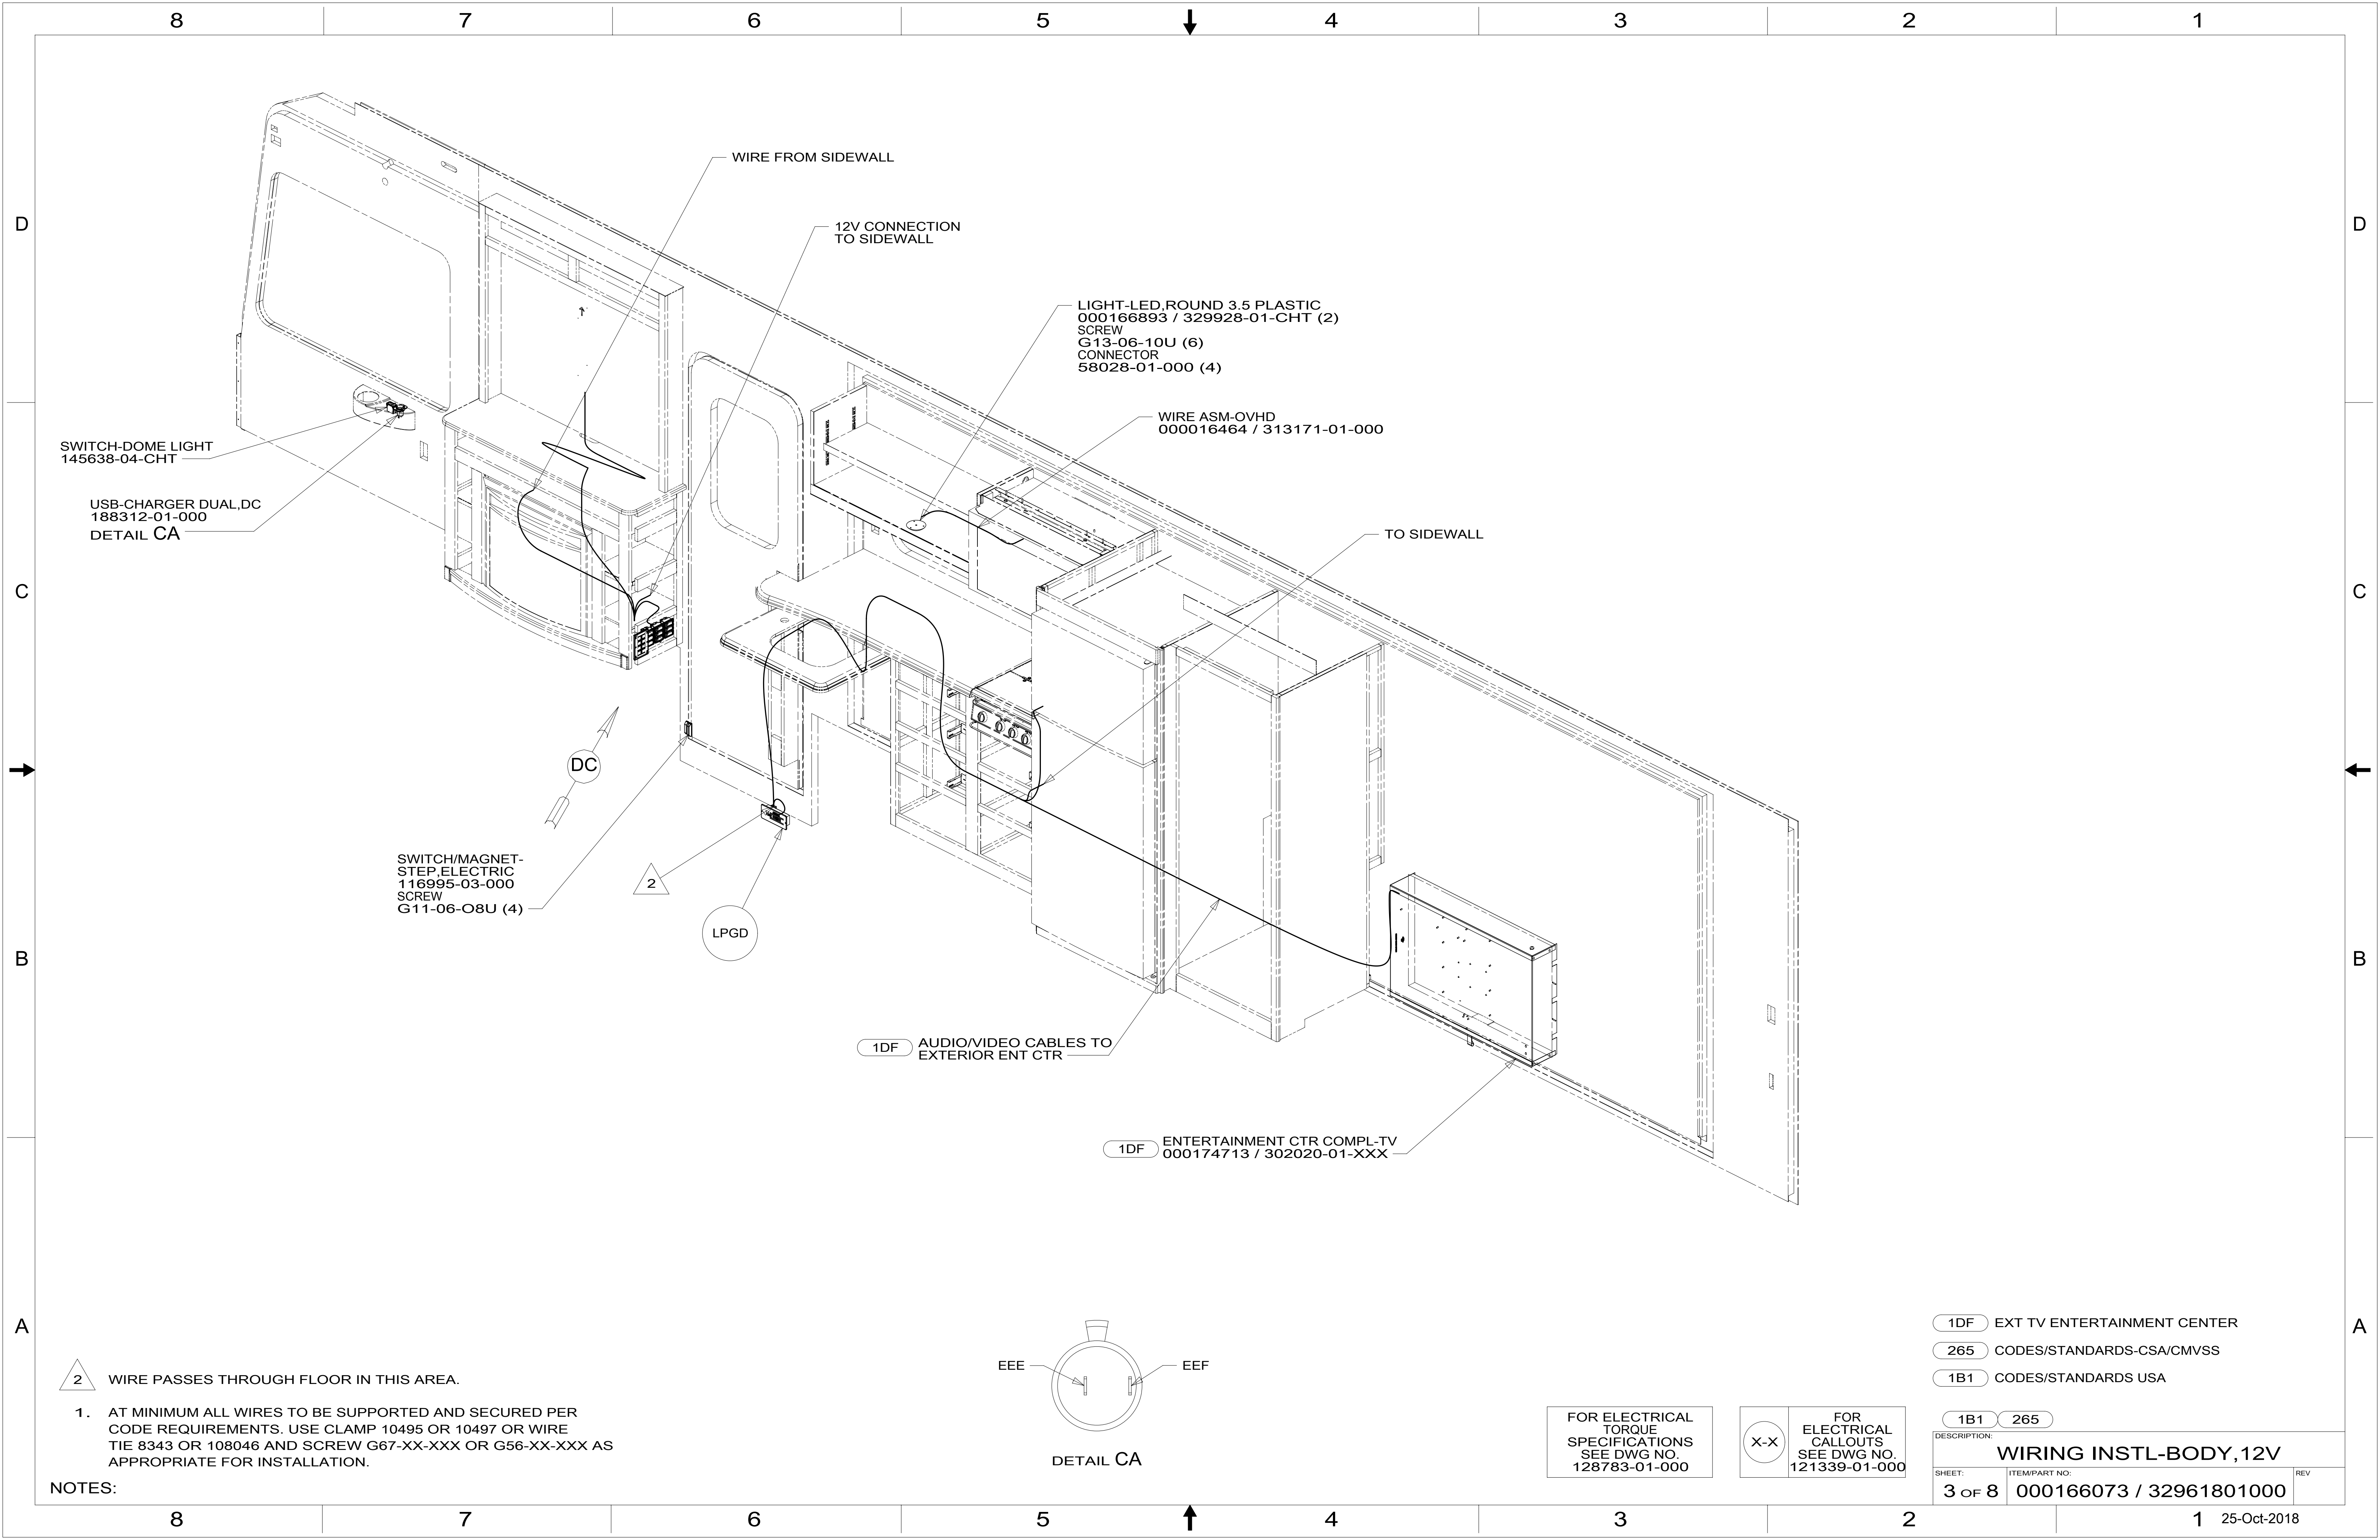 8 7 6 5 4 3 2 1
D
D
C
C
B
B
A
A
WIRE FROM SIDEWALL
12V CONNECTION
TO SIDEWALL
LIGHT-LED,ROUND 3.5 PLASTIC
000166893 / 329928-01-CHT (2)
SCREW
G13-06-10U (6)
CONNECTOR
58028-01-000 (4)
WIRE ASM-OVHD
000016464 / 313171-01-000
SWITCH-DOME LIGHT
145638-04-CHT
USB-CHARGER DUAL,DC
188312-01-000
DETAIL CA
TO SIDEWALL
DC
SWITCH/MAGNET-
STEP,ELECTRIC
116995-03-000
SCREW
G11-06-O8U (4)
2
LPGD
1DF AUDIO/VIDEO CABLES TO
EXTERIOR ENT CTR
1DF ENTERTAINMENT CTR COMPL-TV
000174713 / 302020-01-XXX
2 WIRE PASSES THROUGH FLOOR IN THIS AREA.
1. AT MINIMUM ALL WIRES TO BE SUPPORTED AND SECURED PER
CODE REQUIREMENTS. USE CLAMP 10495 OR 10497 OR WIRE
TIE 8343 OR 108046 AND SCREW G67-XX-XXX OR G56-XX-XXX AS
APPROPRIATE FOR INSTALLATION.
NOTES:
EEE
EEF
DETAIL CA
FOR ELECTRICAL
TORQUE
SPECIFICATIONS
SEE DWG NO.
128783-01-000
X-X
FOR
ELECTRICAL
CALLOUTS
SEE DWG NO.
121339-01-000
1DF EXT TV ENTERTAINMENT CENTER
265 CODES/STANDARDS-CSA/CMVSS
1B1 CODES/STANDARDS USA
1B1 265
DESCRIPTION:
WIRING INSTL-BODY,12V
SHEET:
3 OF 8
ITEM/PART NO:
000166073 / 32961801000
REV
8 7 6 5 4 3 2 1
25-Oct-2018